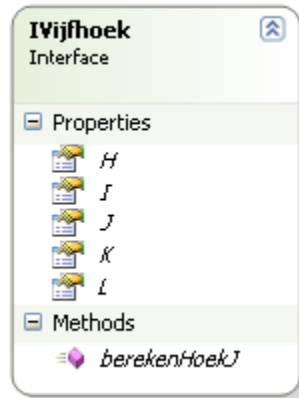 IVijfhoek
Interface
Properties
H
I
J
K
L
Methods
berekenHoekJ